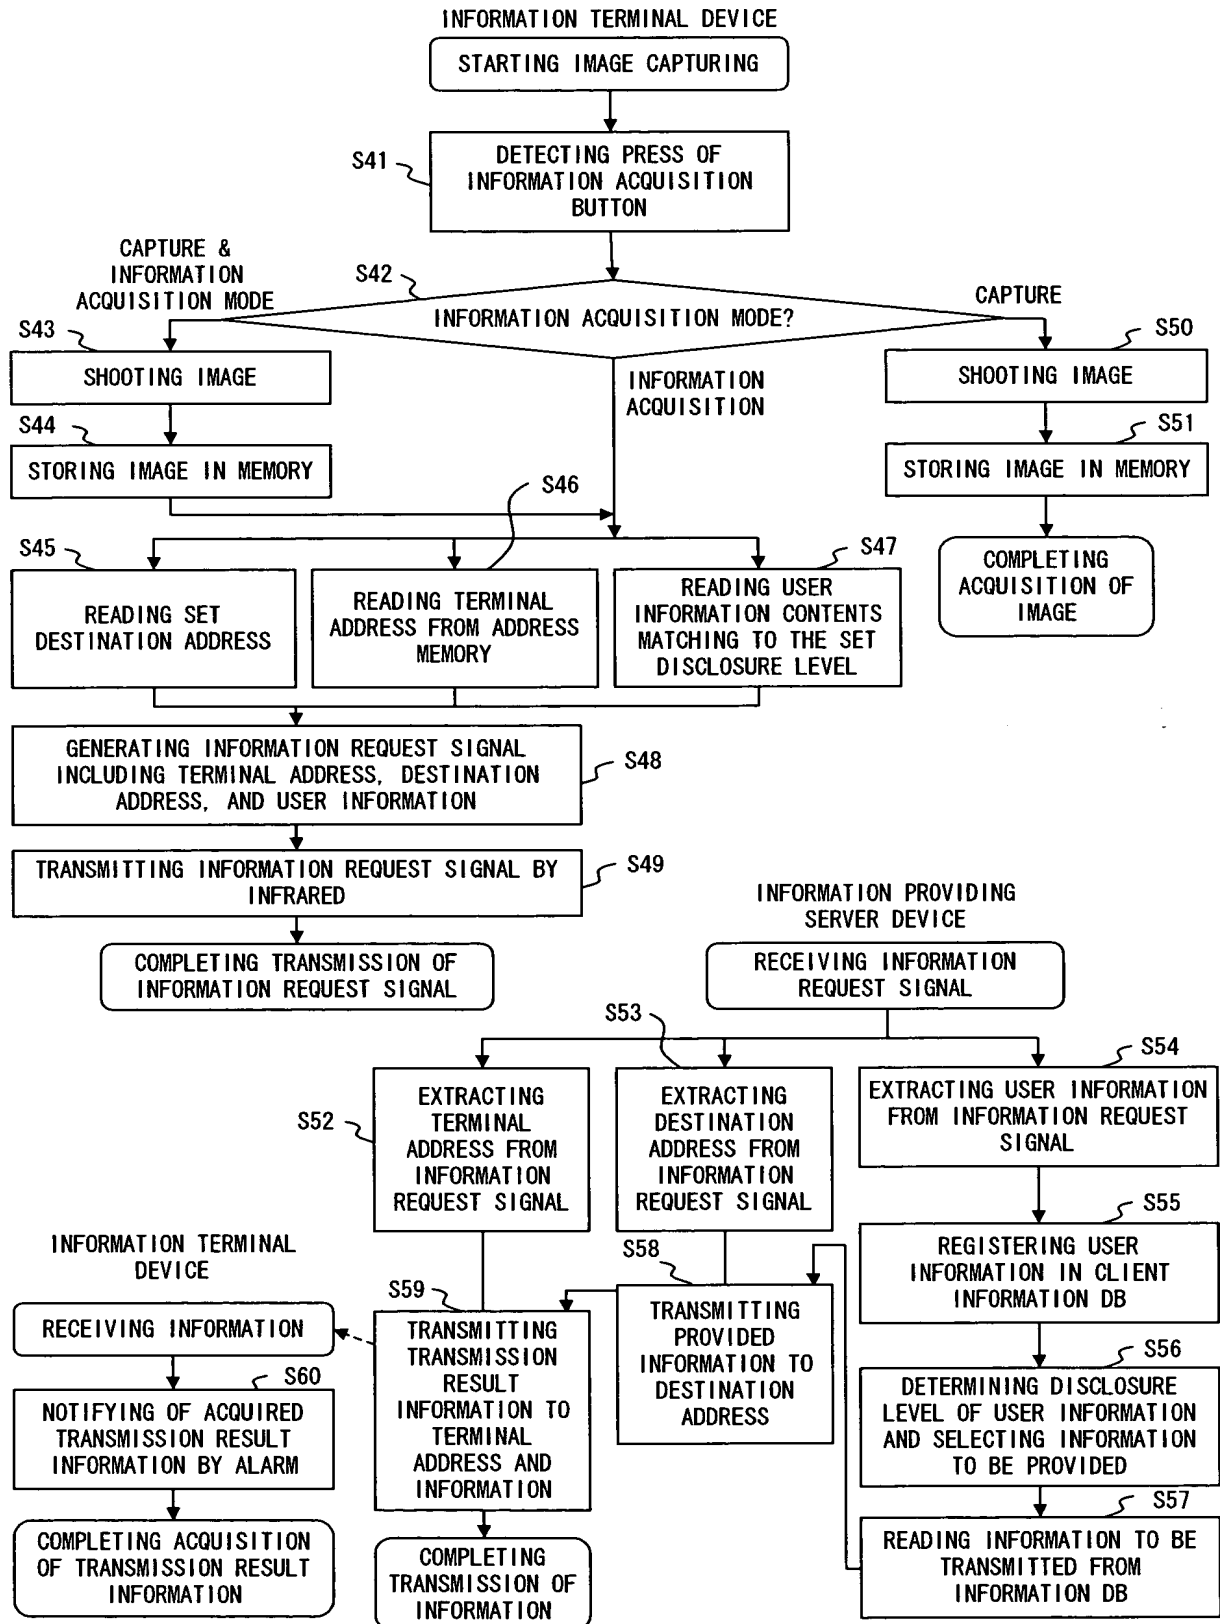 INFORMATION TERMINAL DEVICE
STARTING IMAGE CAPTURING
S41
DETECTING PRESS OF
INFORMATION ACQUISITION
BUTTON
CAPTURE &
INFORMATION
ACQUISITION MODE
S42
INFORMATION ACQUISITION MODE?
CAPTURE
S43
SHOOTING IMAGE
INFORMATION
ACQUISITION
S50
SHOOTING IMAGE
S44
STORING IMAGE IN MEMORY
S51
STORING IMAGE IN MEMORY
S46
S45
READING SET
DESTINATION ADDRESS
READING TERMINAL
ADDRESS FROM ADDRESS
MEMORY
S47
READING USER
INFORMATION CONTENTS
MATCHING TO THE SET
DISCLOSURE LEVEL
COMPLETING
ACQUISITION OF
IMAGE
GENERATING INFORMATION REQUEST SIGNAL
INCLUDING TERMINAL ADDRESS, DESTINATION
ADDRESS, AND USER INFORMATION
S48
TRANSMITTING INFORMATION REQUEST SIGNAL BY
INFRARED
S49
COMPLETING TRANSMISSION OF
INFORMATION REQUEST SIGNAL
INFORMATION PROVIDING
SERVER DEVICE
RECEIVING INFORMATION
REQUEST SIGNAL
S53
S54
S52
EXTRACTING
TERMINAL
ADDRESS FROM
INFORMATION
REQUEST SIGNAL
EXTRACTING
DESTINATION
ADDRESS FROM
INFORMATION
REQUEST SIGNAL
EXTRACTING USER INFORMATION
FROM INFORMATION REQUEST
SIGNAL
S55
REGISTERING USER
INFORMATION IN CLIENT
INFORMATION DB
INFORMATION TERMINAL
DEVICE
S58
TRANSMITTING
PROVIDED
INFORMATION TO
DESTINATION
ADDRESS
S59
TRANSMITTING
TRANSMISSION
RESULT
INFORMATION TO
TERMINAL
ADDRESS AND
INFORMATION
RECEIVING INFORMATION
S60
NOTIFYING OF ACQUIRED
TRANSMISSION RESULT
INFORMATION BY ALARM
S56
DETERMINING DISCLOSURE
LEVEL OF USER INFORMATION
AND SELECTING INFORMATION
TO BE PROVIDED
S57
READING INFORMATION TO BE
TRANSMITTED FROM
INFORMATION DB
COMPLETING ACQUISITION
OF TRANSMISSION RESULT
INFORMATION
COMPLETING
TRANSMISSION OF
INFORMATION